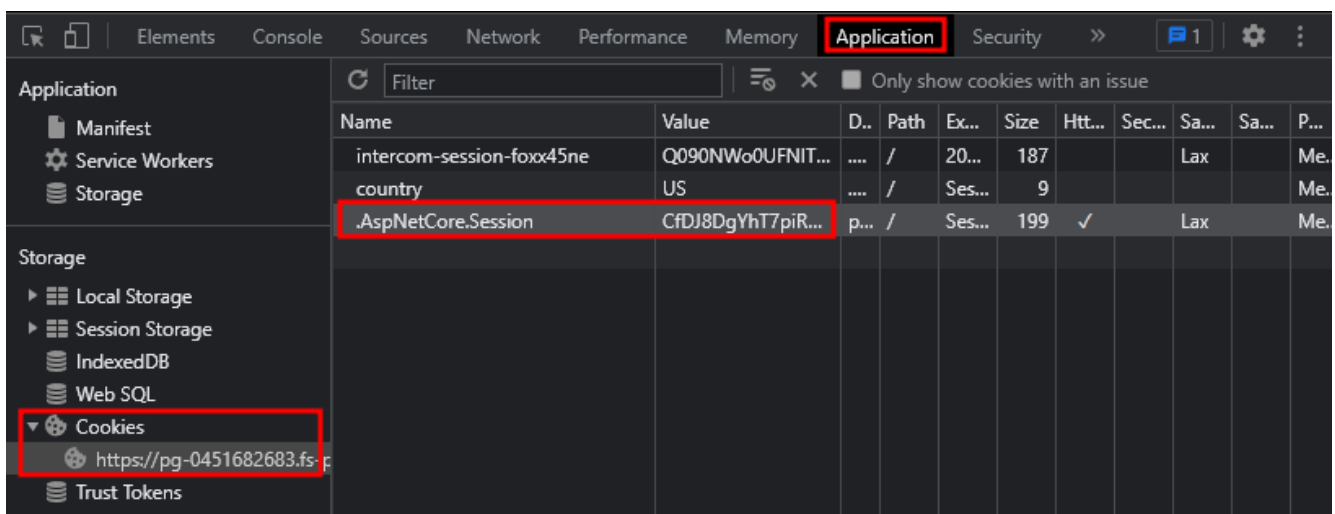 Elements Console Sources Network Performance Memory Application Security » 1
Application
Manifest
Service Workers
Storage
Storage
Local Storage
Session Storage
IndexedDB
Web SQL
Cookies
https://pg-0451682683.fs-p
Trust Tokens
Filter Only show cookies with an issue
Name Value D.. Path Ex... Size Htt... Sec... Sa... Sa... P...
intercom-session-foxx45ne Q090NWo0UFNIT... .... / 20... 187 Lax Me..
country US .... / Ses... 9 Me..
.AspNetCore.Session CfDJ8DgYhT7piR... p... / Ses... 199 ✓ Lax Me..